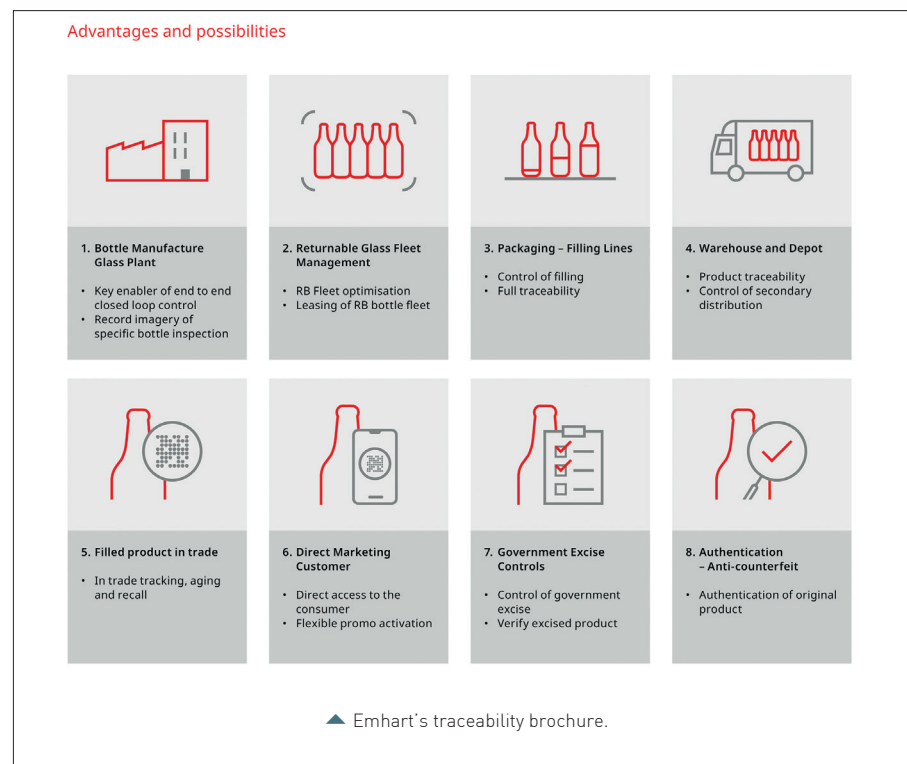 Advantages and possibilities
1. Bottle Manufacture
Glass Plant
• Key enabler of end to end
closed loop control
• Record imagery of
specific bottle inspection
2. Returnable Glass Fleet
Management
• RB Fleet optimisation
• Leasing of RB bottle fleet
3. Packaging – Filling Lines
• Control of filling
• Full traceability
4. Warehouse and Depot
• Product traceability
• Control of secondary
distribution
5. Filled product in trade
• In trade tracking, aging
and recall
6. Direct Marketing
Customer
• Direct access to the
consumer
• Flexible promo activation
7. Government Excise
Controls
• Control of government
excise
• Verify excised product
8. Authentication
– Anti-counterfeit
• Authentication of original
product
Emhart's traceability brochure.